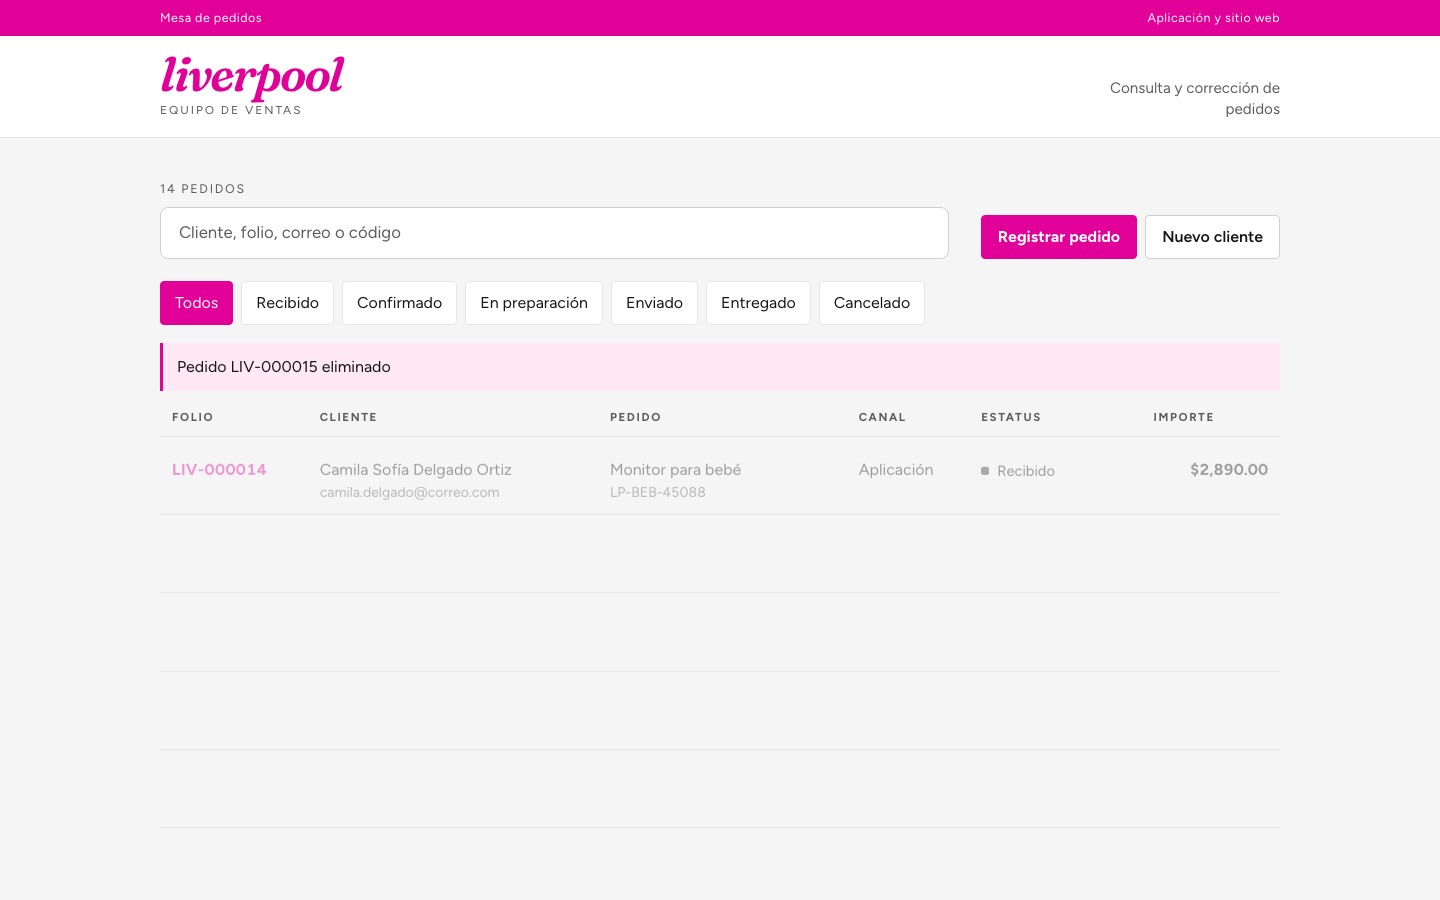 Mesa de pedidos
Aplicación y sitio web
liverpool
EQUIPO DE VENTAS
Consulta y corrección de
pedidos
14 PEDIDOS
Cliente, folio, correo o código
Registrar pedido
Nuevo cliente
Todos
Recibido
Confirmado
En preparación
Enviado
Entregado
Cancelado
Pedido LIV-000015 eliminado
FOLIO CLIENTE PEDIDO CANAL ESTATUS IMPORTE
LIV-000014 Camila Sofía Delgado Ortiz Monitor para bebé Aplicación Recibido $2,890.00
camila.delgado@correo.com LP-BEB-45088